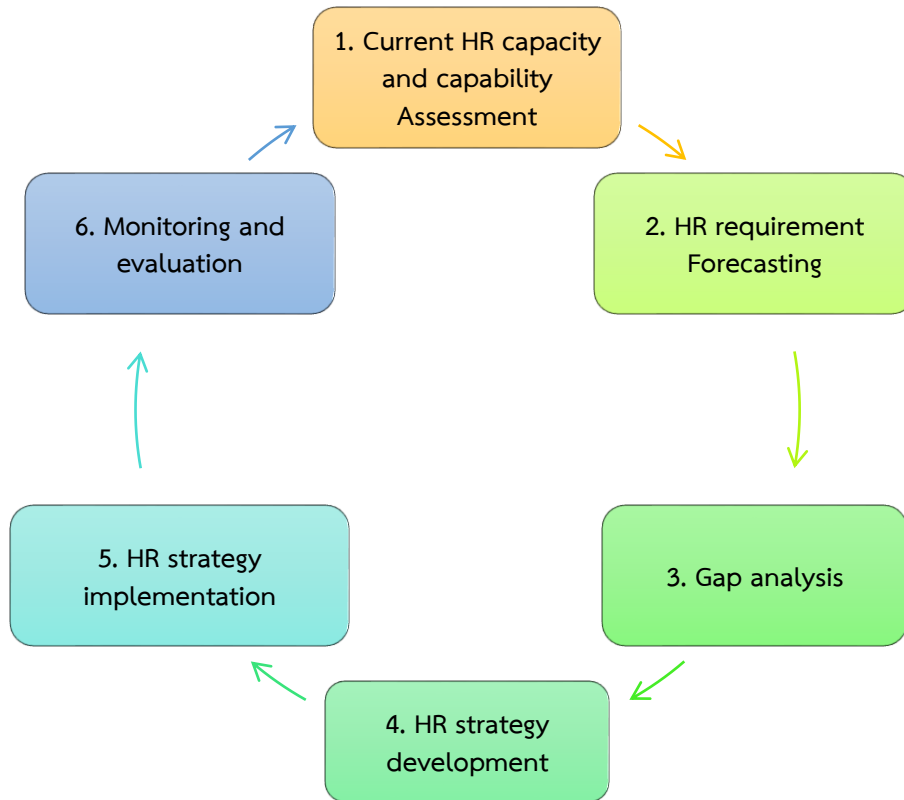 1. Current HR capacity
and capability
Assessment
2. HR requirement
Forecasting
3. Gap analysis
4. HR strategy
development
5. HR strategy
implementation
6. Monitoring and
evaluation